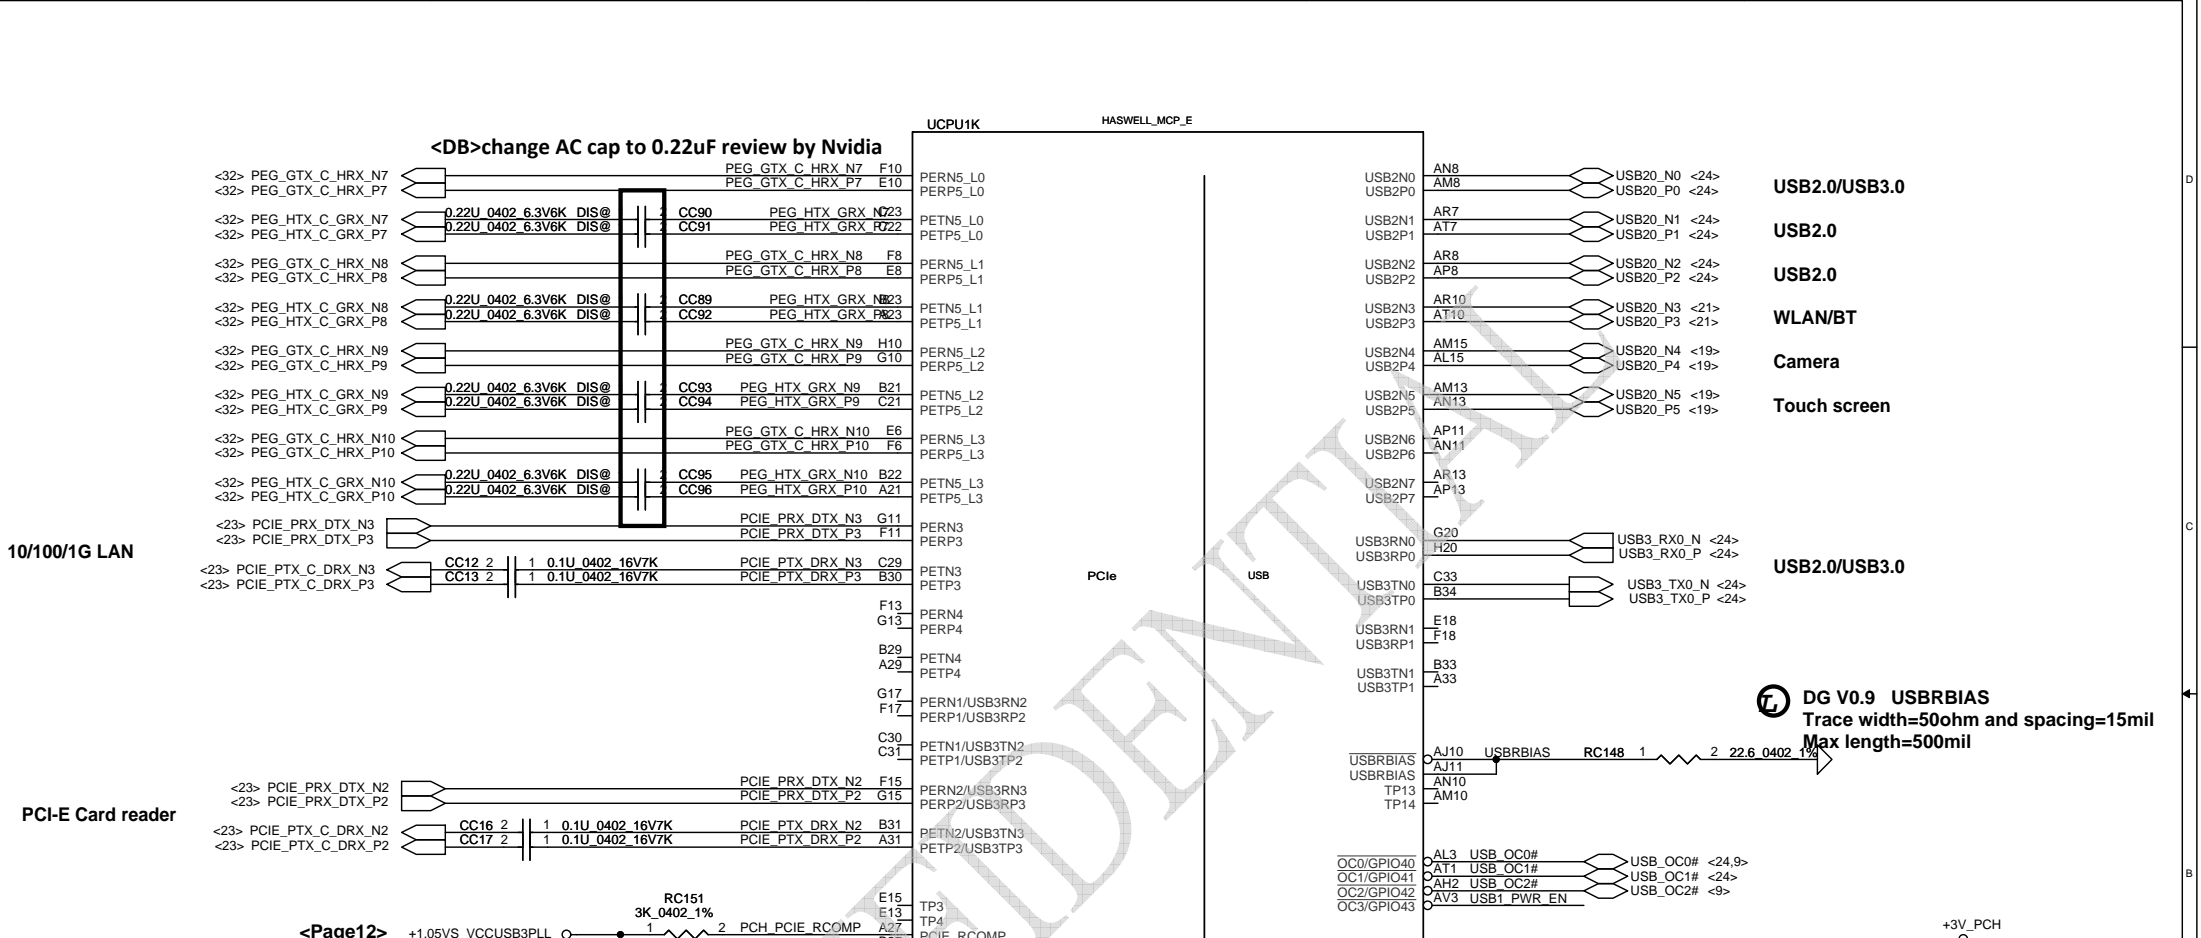 UCPU1K
HASWELL_MCP_E
<DB>change AC cap to 0.22uF review by Nvidia
<32> PEG_GTX_C_HRX_N7 PEG_GTX_C_HRX_N7 F10 PERN5_L0
<32> PEG_GTX_C_HRX_P7 PEG_GTX_C_HRX_P7 E10 PERP5_L0
<32> PEG_HTX_C_GRX_N7 0.22U_0402_6.3V6K DIS@ 2 CC90 PEG_HTX_GRX_N7 C23 PETN5_L0
<32> PEG_HTX_C_GRX_P7 0.22U_0402_6.3V6K DIS@ 2 CC91 PEG_HTX_GRX_P7 C22 PETP5_L0
<32> PEG_GTX_C_HRX_N8 PEG_GTX_C_HRX_N8 F8 PERN5_L1
<32> PEG_GTX_C_HRX_P8 PEG_GTX_C_HRX_P8 E8 PERP5_L1
<32> PEG_HTX_C_GRX_N8 0.22U_0402_6.3V6K DIS@ 2 CC89 PEG_HTX_GRX_N8 B23 PETN5_L1
<32> PEG_HTX_C_GRX_P8 0.22U_0402_6.3V6K DIS@ 2 CC92 PEG_HTX_GRX_P8 A23 PETP5_L1
<32> PEG_GTX_C_HRX_N9 PEG_GTX_C_HRX_N9 H10 PERN5_L2
<32> PEG_GTX_C_HRX_P9 PEG_GTX_C_HRX_P9 G10 PERP5_L2
<32> PEG_HTX_C_GRX_N9 0.22U_0402_6.3V6K DIS@ 2 CC93 PEG_HTX_GRX_N9 B21 PETN5_L2
<32> PEG_HTX_C_GRX_P9 0.22U_0402_6.3V6K DIS@ 2 CC94 PEG_HTX_GRX_P9 C21 PETP5_L2
<32> PEG_GTX_C_HRX_N10 PEG_GTX_C_HRX_N10 E6 PERN5_L3
<32> PEG_GTX_C_HRX_P10 PEG_GTX_C_HRX_P10 F6 PERP5_L3
<32> PEG_HTX_C_GRX_N10 0.22U_0402_6.3V6K DIS@ 2 CC95 PEG_HTX_GRX_N10 B22 PETN5_L3
<32> PEG_HTX_C_GRX_P10 0.22U_0402_6.3V6K DIS@ 2 CC96 PEG_HTX_GRX_P10 A21 PETP5_L3
<23> PCIE_PRX_DTX_N3 PCIE_PRX_DTX_N3 G11 PERN3
<23> PCIE_PRX_DTX_P3 PCIE_PRX_DTX_P3 F11 PERP3
10/100/1G LAN
<23> PCIE_PTX_C_DRX_N3 CC12 2 1 0.1U_0402_16V7K PCIE_PTX_DRX_N3 C29 PETN3
<23> PCIE_PTX_C_DRX_P3 CC13 2 1 0.1U_0402_16V7K PCIE_PTX_DRX_P3 B30 PETP3
F13 PERN4
G13 PERP4
B29 PETN4
A29 PETP4
G17 PERN1/USB3RN2
F17 PERP1/USB3RP2
C30 PETN1/USB3TN2
C31 PETP1/USB3TP2
<23> PCIE_PRX_DTX_N2 PCIE_PRX_DTX_N2 F15 PERN2/USB3RN3
<23> PCIE_PRX_DTX_P2 PCIE_PRX_DTX_P2 G15 PERP2/USB3RP3
PCI-E Card reader
<23> PCIE_PTX_C_DRX_N2 CC16 2 1 0.1U_0402_16V7K PCIE_PTX_DRX_N2 B31 PETN2/USB3TN3
<23> PCIE_PTX_C_DRX_P2 CC17 2 1 0.1U_0402_16V7K PCIE_PTX_DRX_P2 A31 PETP2/USB3TP3
E15 TP3
E13 TP4
RC151
3K_0402_1%
<Page12> +1.05VS_VCCUSB3PLL 1 2 PCH_PCIE_RCOMP A27 PCIE_RCOMP
PCIe
USB
USB2N0 AN8 USB20_N0 <24>
USB2P0 AM8 USB20_P0 <24>
USB2.0/USB3.0
USB2N1 AR7 USB20_N1 <24>
USB2P1 AT7 USB20_P1 <24>
USB2.0
USB2N2 AR8 USB20_N2 <24>
USB2P2 AP8 USB20_P2 <24>
USB2.0
USB2N3 AR10 USB20_N3 <21>
USB2P3 AT10 USB20_P3 <21>
WLAN/BT
USB2N4 AM15 USB20_N4 <19>
USB2P4 AL15 USB20_P4 <19>
Camera
USB2N5 AM13 USB20_N5 <19>
USB2P5 AN13 USB20_P5 <19>
Touch screen
USB2N6 AP11
USB2P6 AN11
USB2N7 AR13
USB2P7 AP13
USB3RN0 G20 USB3_RX0_N <24>
USB3RP0 H20 USB3_RX0_P <24>
USB2.0/USB3.0
USB3TN0 C33 USB3_TX0_N <24>
USB3TP0 B34 USB3_TX0_P <24>
USB3RN1 E18
USB3RP1 F18
USB3TN1 B33
USB3TP1 A33
L DG V0.9 USBRBIAS
Trace width=50ohm and spacing=15mil
Max length=500mil
USBRBIAS AJ10 USBRBIAS RC148 1 2 22.6_0402_1%
USBRBIAS AJ11
TP13 AN10
TP14 AM10
OC0/GPIO40 AL3 USB_OC0# USB_OC0# <24,9>
OC1/GPIO41 AT1 USB_OC1# USB_OC1# <24>
OC2/GPIO42 AH2 USB_OC2# USB_OC2# <9>
OC3/GPIO43 AV3 USB1_PWR_EN
+3V_PCH
D
C
B
FIDENTIAL